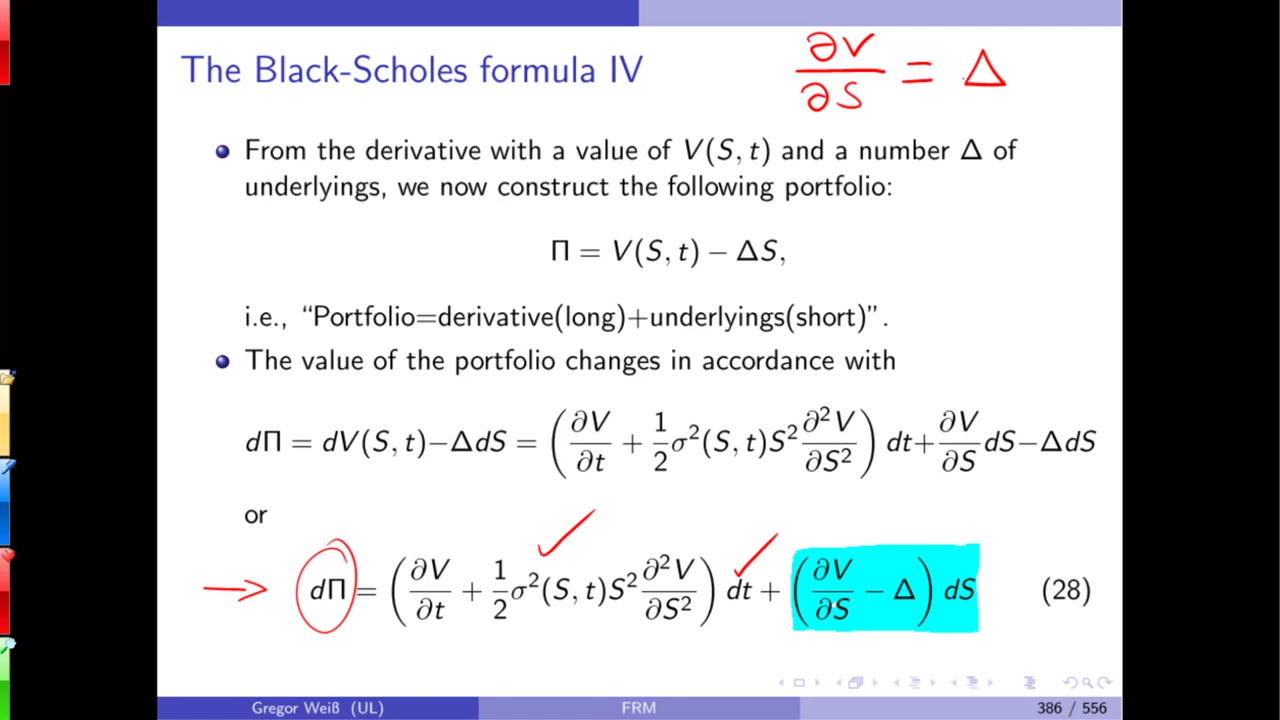 The Black-Scholes formula IV
∂V/∂S = Δ
From the derivative with a value of V(S, t) and a number Δ of
underlyings, we now construct the following portfolio:
Π = V(S, t) − ΔS,
i.e., “Portfolio=derivative(long)+underlyings(short)”.
The value of the portfolio changes in accordance with
dΠ = dV(S, t)−ΔdS = (∂V/∂t + 1/2 σ²(S, t)S² ∂²V/∂S²) dt+ ∂V/∂S dS−ΔdS
or
→ dΠ = (∂V/∂t + 1/2 σ²(S, t)S² ∂²V/∂S²) dt + (∂V/∂S − Δ) dS (28)
Gregor Weiß (UL) FRM 386 / 556